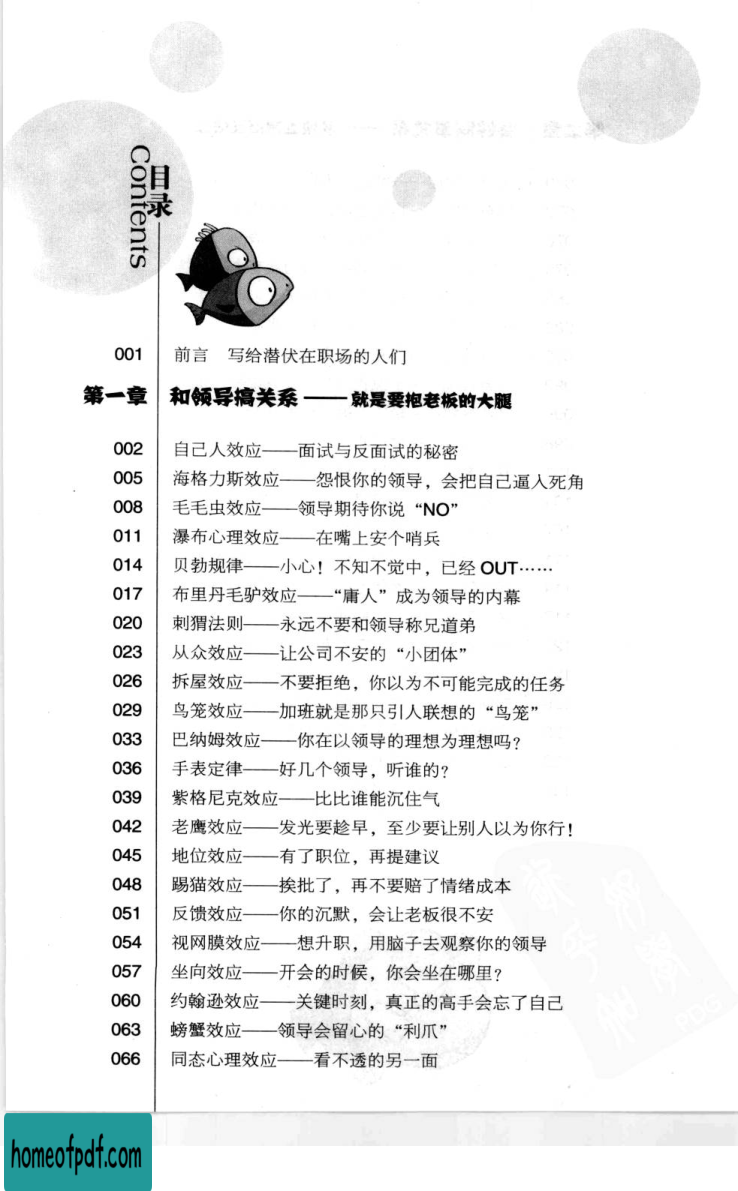 目录
Contents
001 前言 写给潜伏在职场的人们
第一章 和领导搞关系——就是要抱老板的大腿
002 自己人效应——面试与反面试的秘密
005 海格力斯效应——怨恨你的领导，会把自己逼入死角
008 毛毛虫效应——领导期待你说“NO”
011 瀑布心理效应——在嘴上安个哨兵
014 贝勃规律——小心！不知不觉中，已经 OUT……
017 布里丹毛驴效应——“庸人”成为领导的内幕
020 刺猬法则——永远不要和领导称兄道弟
023 从众效应——让公司不安的“小团体”
026 拆屋效应——不要拒绝，你以为不可能完成的任务
029 鸟笼效应——加班就是那只引人联想的“鸟笼”
033 巴纳姆效应——你在以领导的理想为理想吗？
036 手表定律——好几个领导，听谁的？
039 紫格尼克效应——比比谁能沉住气
042 老鹰效应——发光要趁早，至少要让别人以为你行！
045 地位效应——有了职位，再提建议
048 踢猫效应——挨批了，再不要赔了情绪成本
051 反馈效应——你的沉默，会让老板很不安
054 视网膜效应——想升职，用脑子去观察你的领导
057 坐向效应——开会的时候，你会坐在哪里？
060 约翰逊效应——关键时刻，真正的高手会忘了自己
063 螃蟹效应——领导会留心的“利爪”
066 同态心理效应——看不透的另一面
PDG
homeofpdf.com